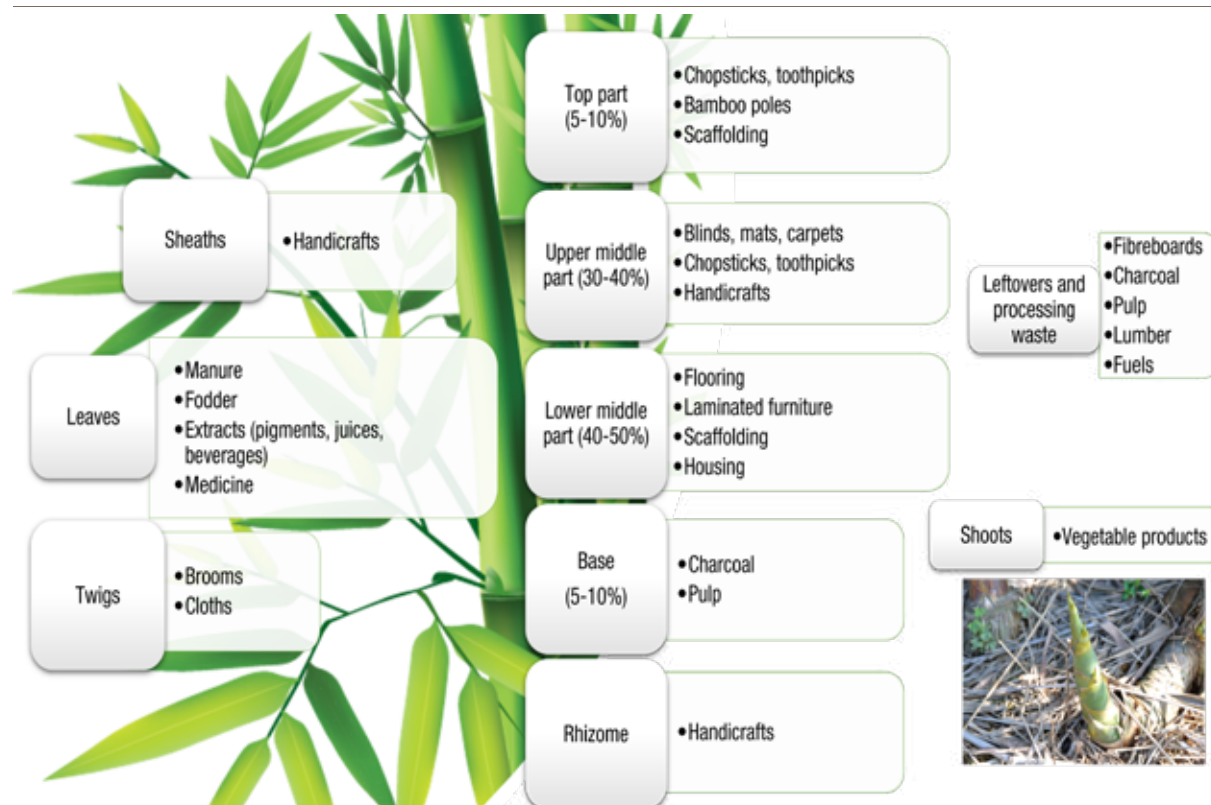 Top part
(5-10%)
•Chopsticks, toothpicks
•Bamboo poles
•Scaffolding
Sheaths
•Handicrafts
Upper middle
part (30-40%)
•Blinds, mats, carpets
•Chopsticks, toothpicks
•Handicrafts
Leftovers and
processing
waste
•Fibreboards
•Charcoal
•Pulp
•Lumber
•Fuels
Leaves
•Manure
•Fodder
•Extracts (pigments, juices,
beverages)
•Medicine
Lower middle
part (40-50%)
•Flooring
•Laminated furniture
•Scaffolding
•Housing
Twigs
•Brooms
•Cloths
Base
(5-10%)
•Charcoal
•Pulp
Shoots
•Vegetable products
Rhizome
•Handicrafts